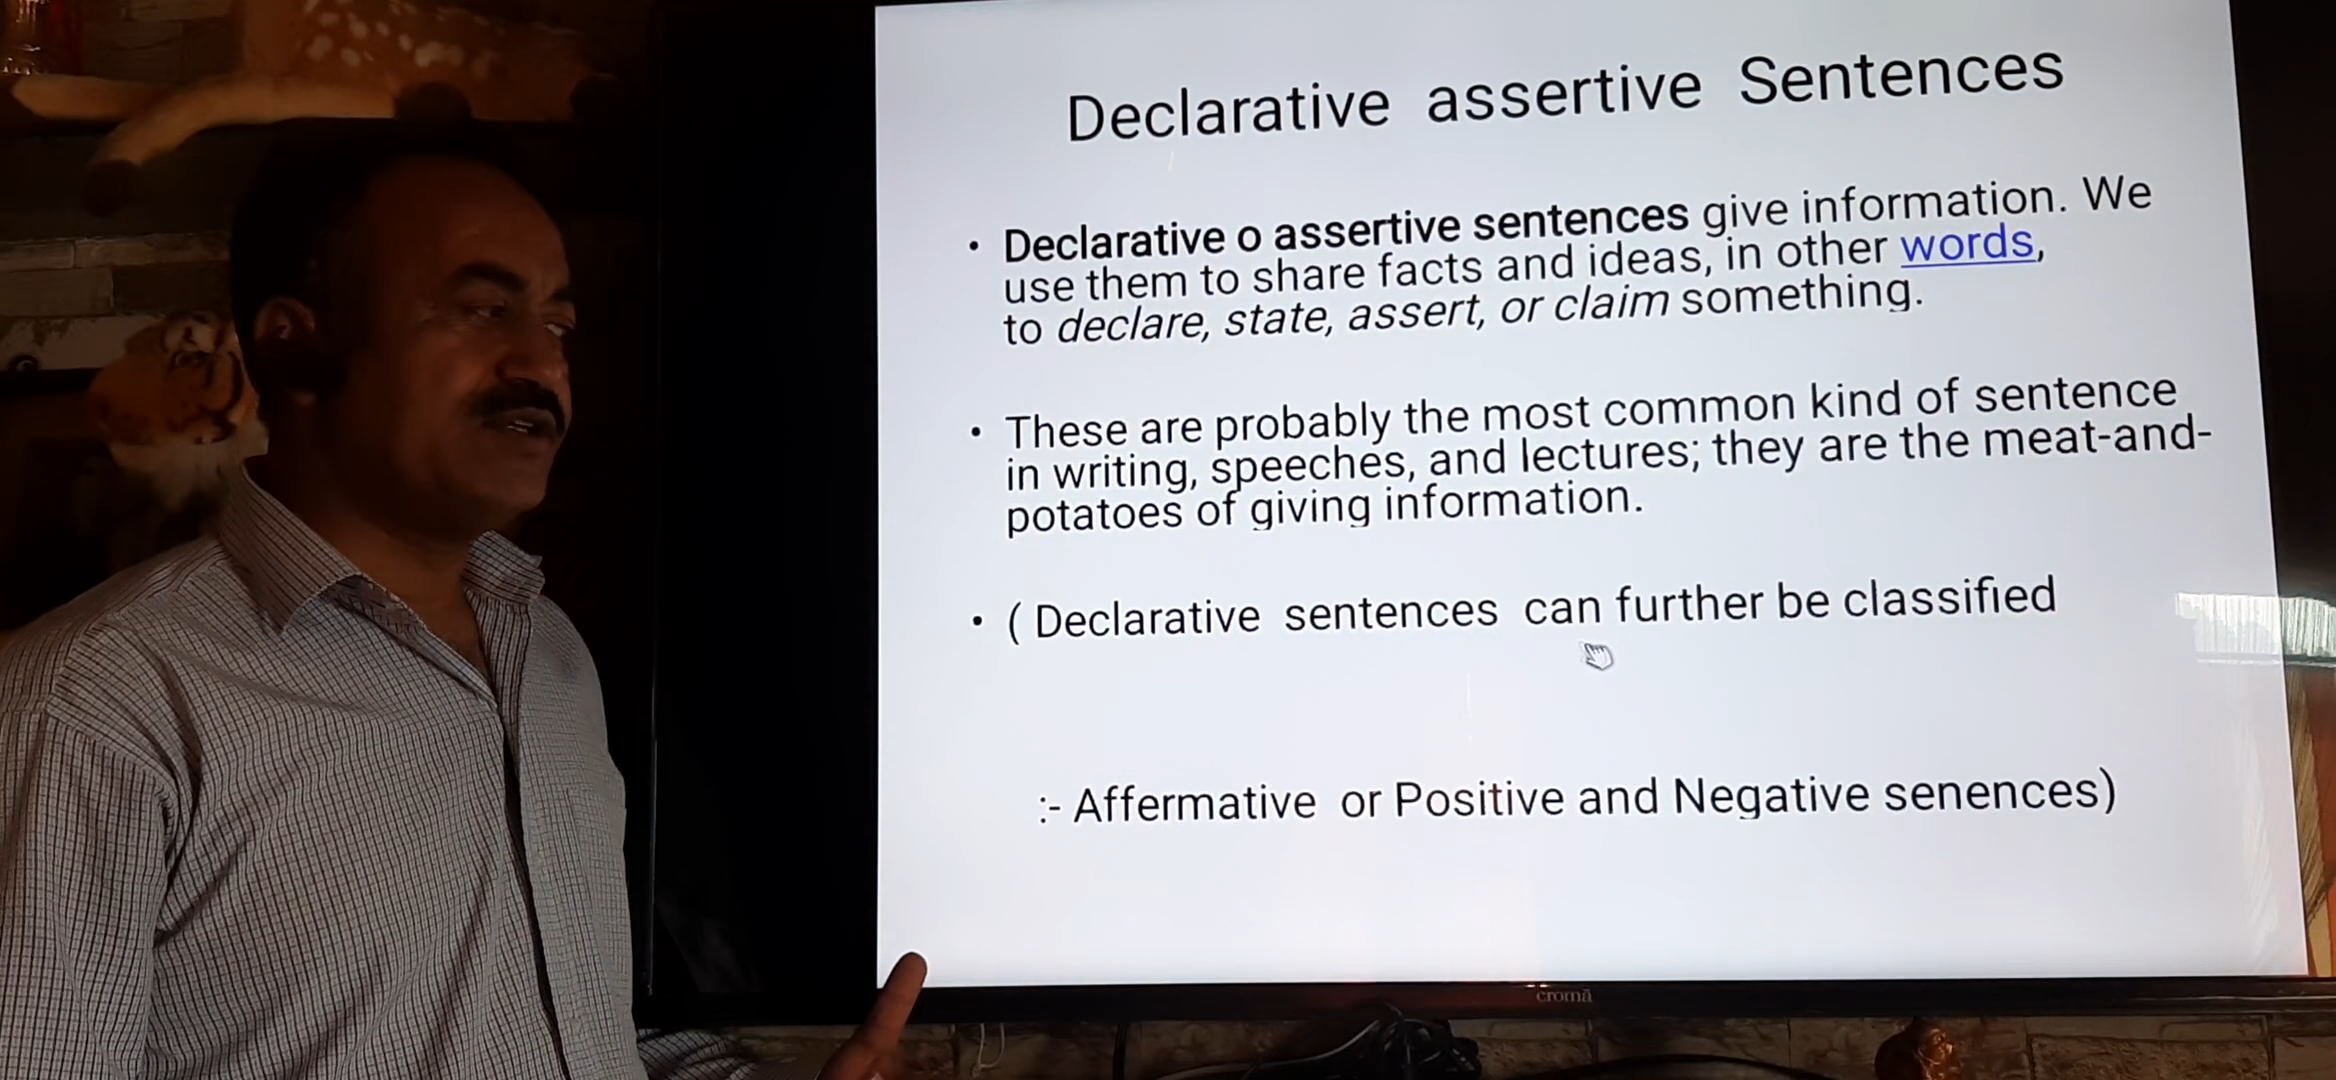 Declarative assertive Sentences
• Declarative o assertive sentences give information. We
use them to share facts and ideas, in other words,
to declare, state, assert, or claim something.
• These are probably the most common kind of sentence
in writing, speeches, and lectures; they are the meat-and-
potatoes of giving information.
• ( Declarative sentences can further be classified
:- Affermative or Positive and Negative senences)
cromā